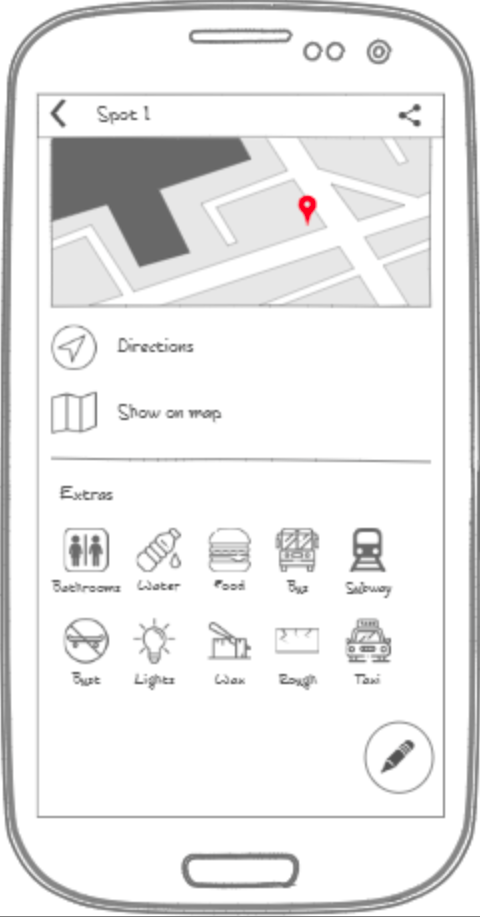 Spot 1
Directions
Show on map
Extras
Bathrooms Water Food Bus Subway
Bust Lights Wax Rough Taxi